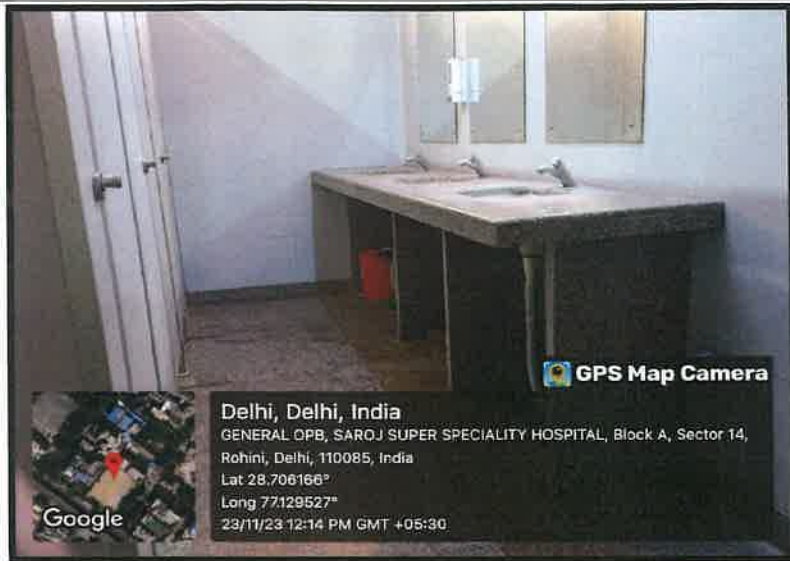 GPS Map Camera
Delhi, Delhi, India
GENERAL OPB, SAROJ SUPER SPECIALITY HOSPITAL, Block A, Sector 14,
Rohini, Delhi, 110085, India
Lat 28.706166°
Long 77.129527°
23/11/23 12:14 PM GMT +05:30
Google